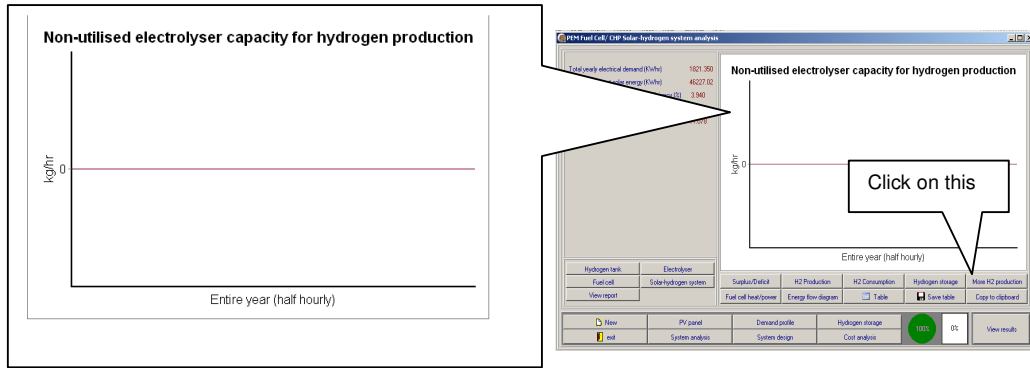 Non-utilised electrolyser capacity for hydrogen production
kg/hr
0
Entire year (half hourly)
PEM Fuel Cell/ CHP Solar-hydrogen system analysis
Total yearly electrical demand (KWhr) 1821.350
solar energy (KWhr) 46227.02
(%) 3.940
Non-utilised electrolyser capacity for hydrogen production
kg/hr
0
Click on this
Entire year (half hourly)
Hydrogen tank Electrolyser
Fuel cell Solar-hydrogen system
View report
Surplus/Deficit H2 Production H2 Consumption Hydrogen storage More H2 production
Fuel cell heat/power Energy flow diagram Table Save table Copy to clipboard
New PV panel Demand profile Hydrogen storage 100% 0% View results
exit System analysis System design Cost analysis